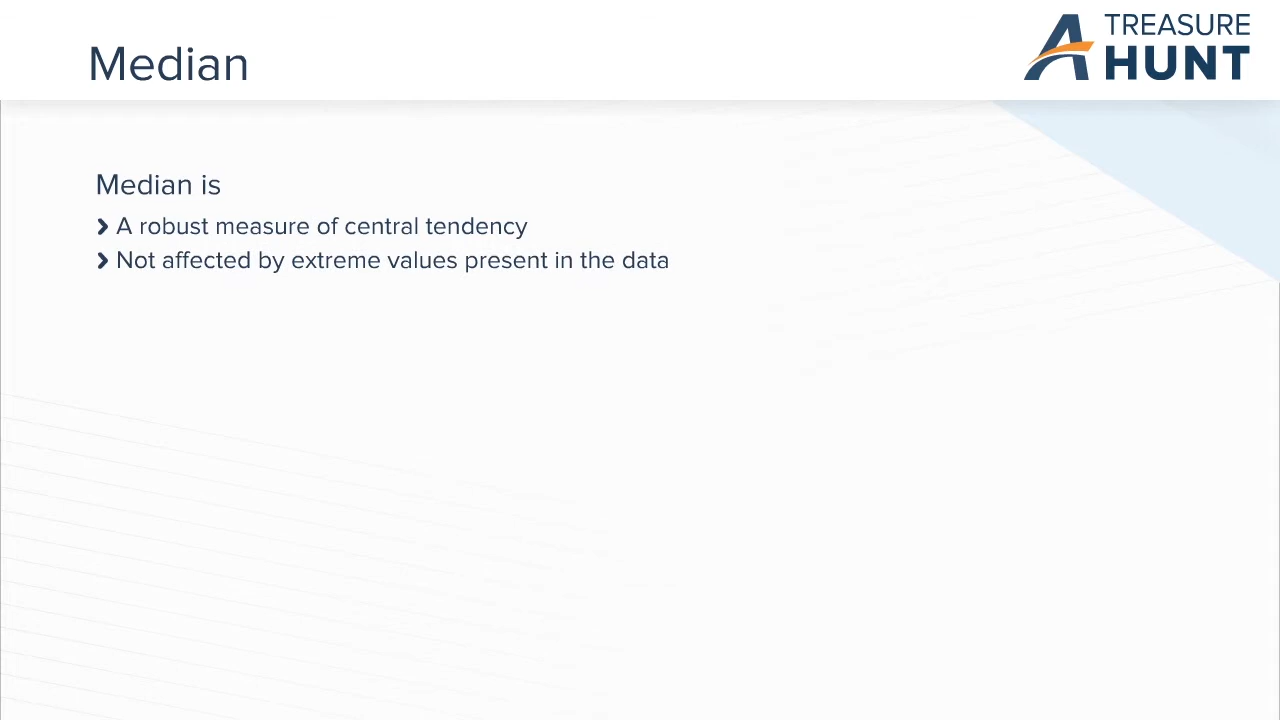 Median
TREASURE
HUNT
Median is
A robust measure of central tendency
Not affected by extreme values present in the data